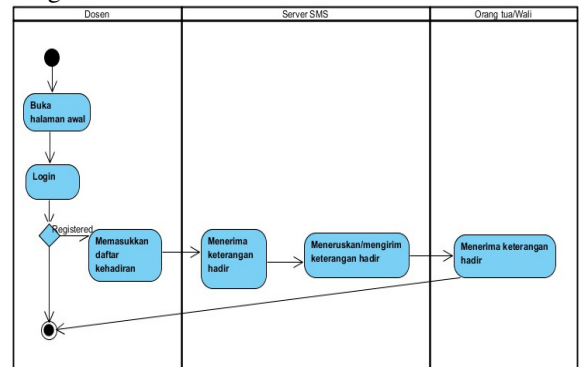 Dosen
Server SMS
Orang tua/Wali
Buka
halaman awal
Login
Registered
Memasukkan
daftar
kehadiran
Menerima
keterangan
hadir
Meneruskan/mengirim
keterangan hadir
Menerima keterangan
hadir